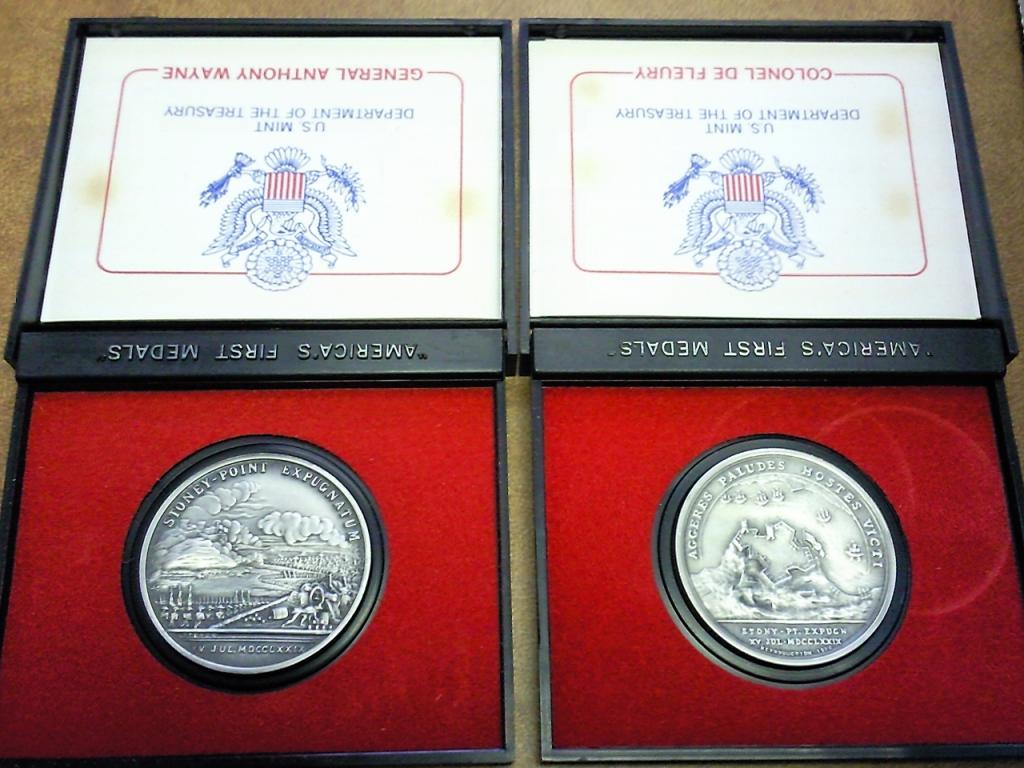 GENERAL ANTHONY WAYNE
DEPARTMENT OF THE TREASURY
U.S. MINT
"AMERICA'S FIRST MEDALS"
STONEY-POINT EXPUGNATUM
XV JUL. MDCCLXXIX
COLONEL DE FLEURY
DEPARTMENT OF THE TREASURY
U.S. MINT
"AMERICA'S FIRST MEDALS"
AGGERES PALUDES HOSTES VICTI
STONY-PT. EXPUGN
XV JUL. MDCCLXXIX
REPRODUCTION